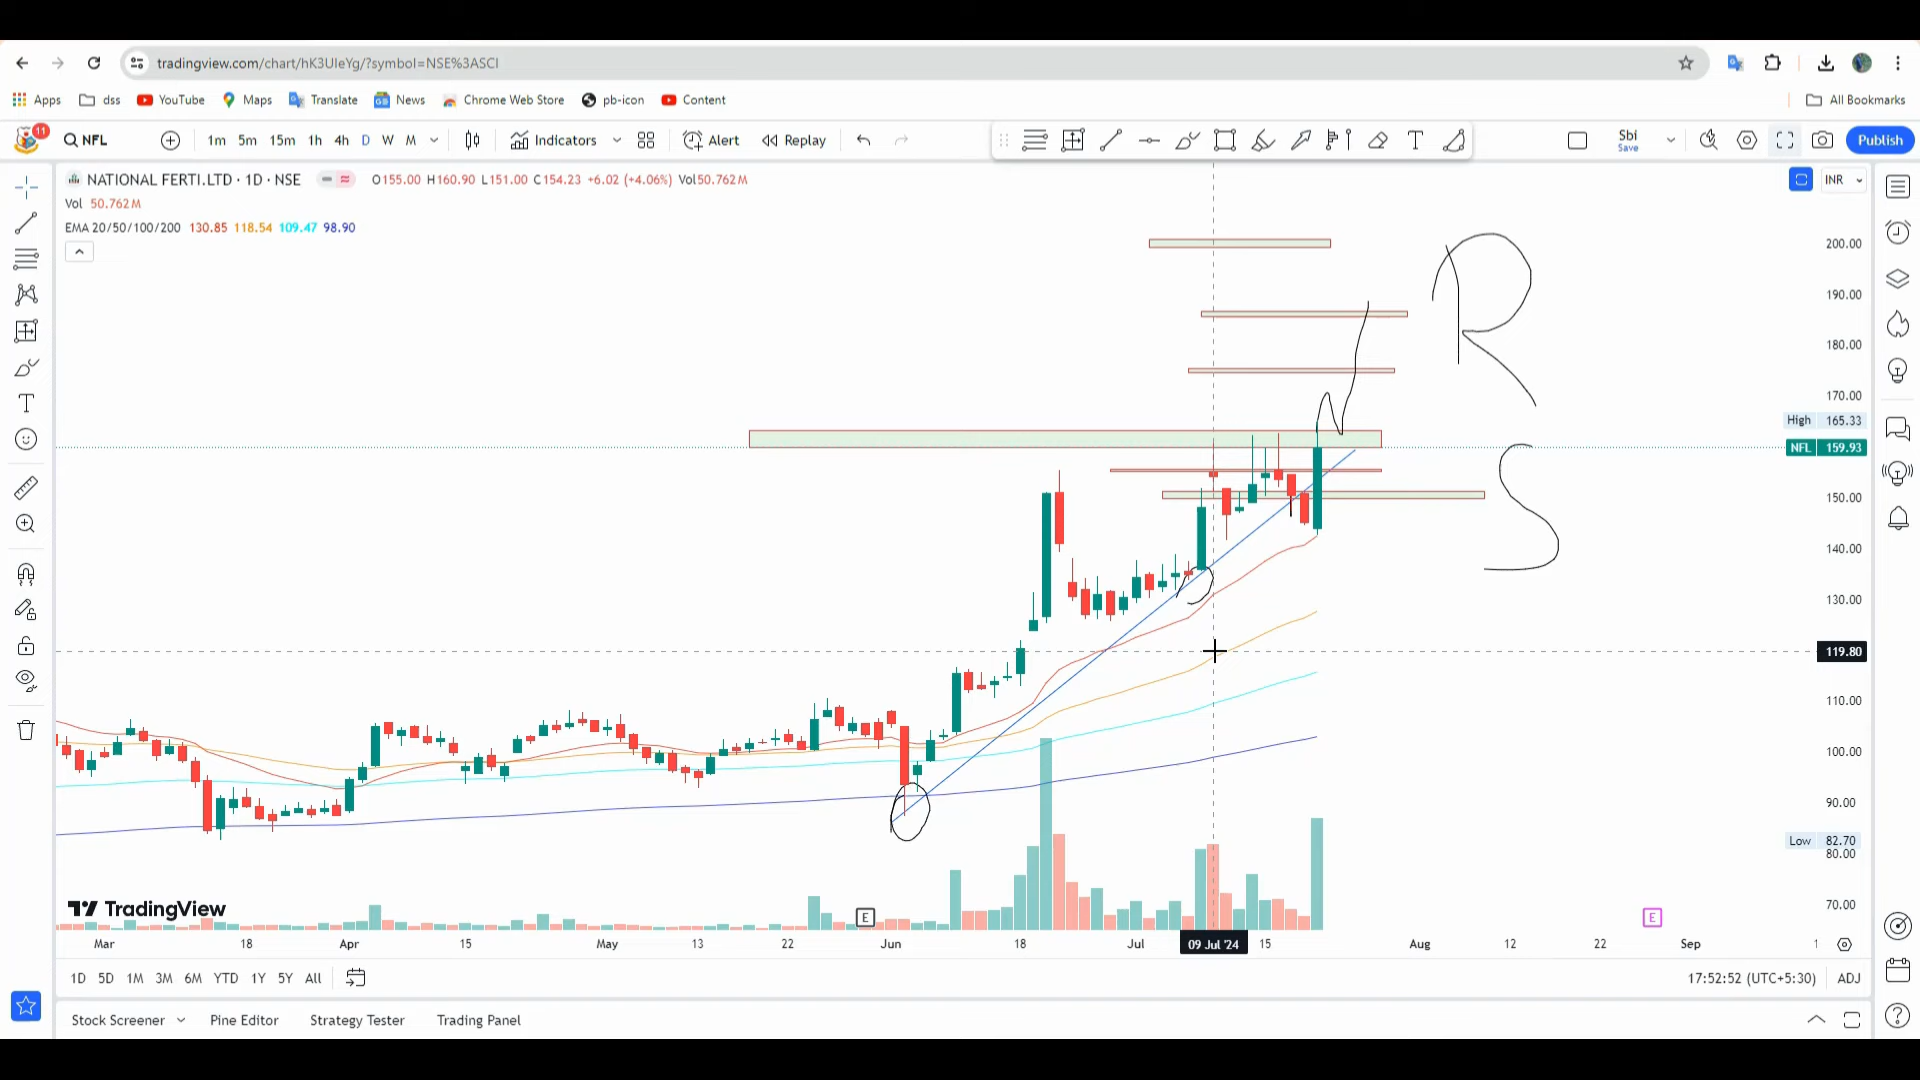 tradingview.com/chart/hK3UIeYg/?symbol=NSE%3ASCI
Apps dss YouTube Maps Translate News Chrome Web Store pb-icon Content All Bookmarks
11 NFL 1m 5m 15m 1h 4h D W M Indicators Alert Replay Sbi Save Publish
NATIONAL FERTI.LTD · 1D · NSE O155.00 H160.90 L151.00 C154.23 +6.02 (+4.06%) Vol50.762M INR
Vol 50.762M
EMA 20/50/100/200 130.85 118.54 109.47 98.90
200.00
190.00
180.00
170.00
High 165.33
NFL 159.93
150.00
140.00
130.00
119.80
110.00
100.00
90.00
Low 82.70
80.00
70.00
R
S
TradingView
E E
Mar 18 Apr 15 May 13 22 Jun 18 Jul 09 Jul '24 15 Aug 12 22 Sep 1
1D 5D 1M 3M 6M YTD 1Y 5Y All 17:52:52 (UTC+5:30) ADJ
Stock Screener Pine Editor Strategy Tester Trading Panel